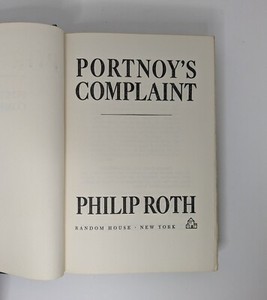 PORTNOY'S
COMPLAINT
PHILIP ROTH
RANDOM HOUSE · NEW YORK